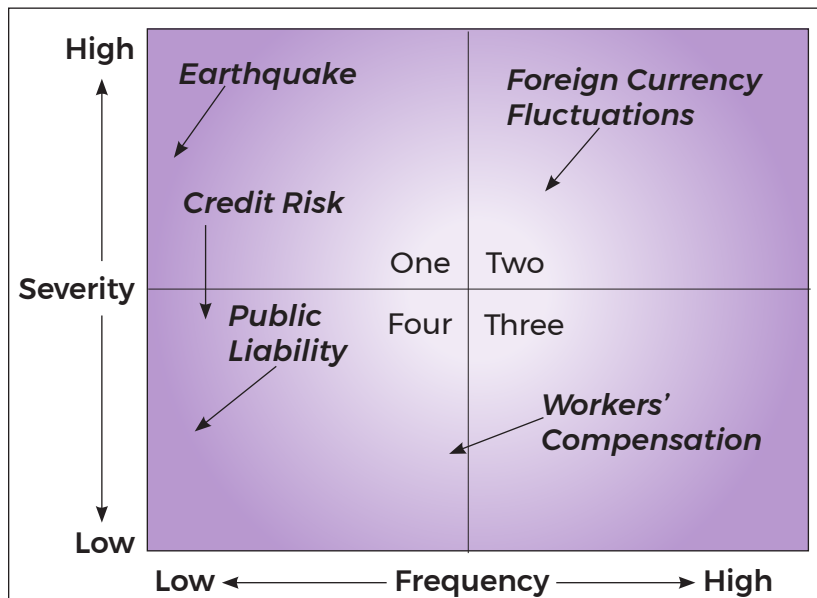 High
Earthquake
Foreign Currency
Fluctuations
Credit Risk
One
Two
Severity
Public
Liability
Four
Three
Workers’
Compensation
Low
Low
Frequency
High